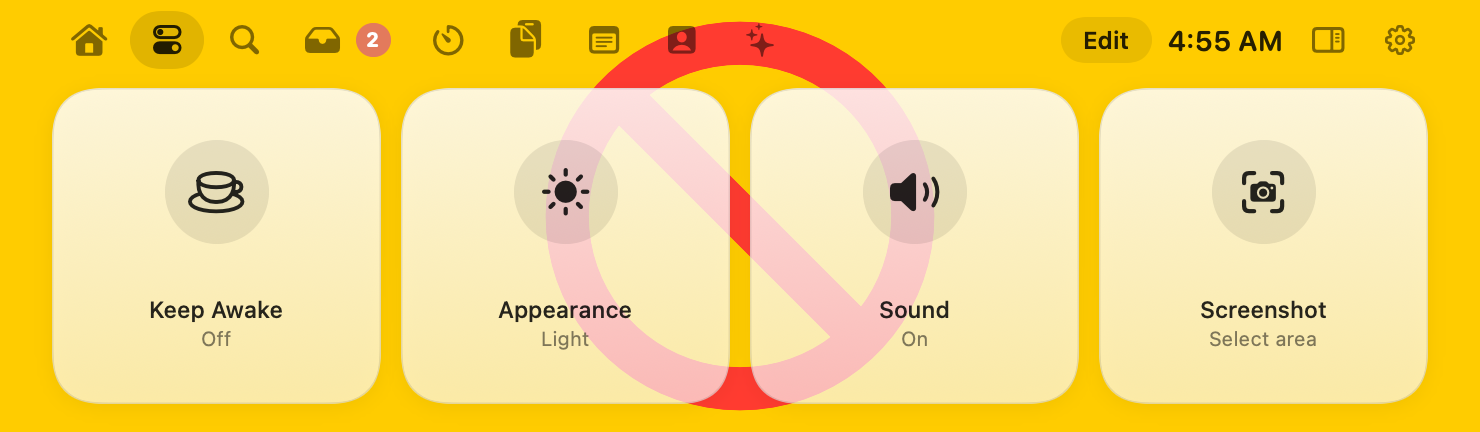 2
Edit 4:55 AM
Keep Awake
Off
Appearance
Light
Sound
On
Screenshot
Select area